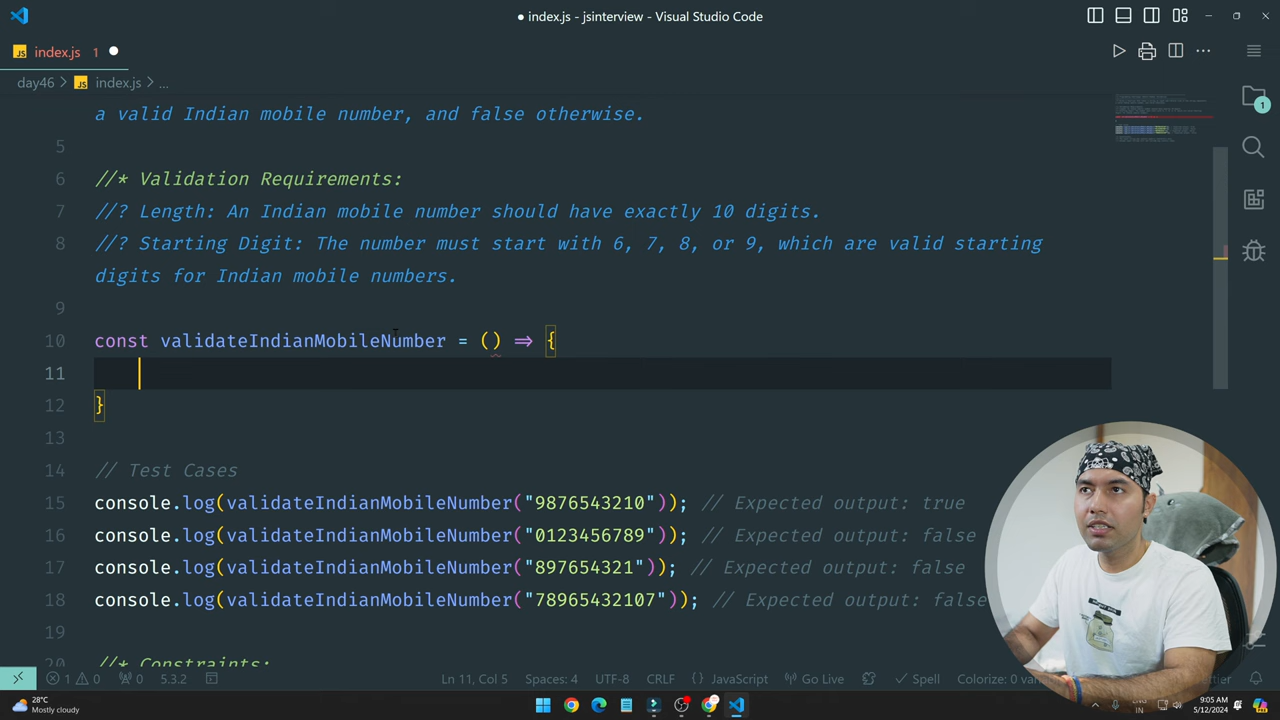 ● index.js - jsinterview - Visual Studio Code
JS index.js 1
day46 > JS index.js > ...
a valid Indian mobile number, and false otherwise.
5
6 //* Validation Requirements:
7 //? Length: An Indian mobile number should have exactly 10 digits.
8 //? Starting Digit: The number must start with 6, 7, 8, or 9, which are valid starting
digits for Indian mobile numbers.
9
10 const validateIndianMobileNumber = () => {
11
12 }
13
14 // Test Cases
15 console.log(validateIndianMobileNumber("9876543210")); // Expected output: true
16 console.log(validateIndianMobileNumber("0123456789")); // Expected output: false
17 console.log(validateIndianMobileNumber("897654321")); // Expected output: false
18 console.log(validateIndianMobileNumber("78965432107")); // Expected output: false
19
20 //* Constraints:
1 0 0 5.3.2 Ln 11, Col 5 Spaces: 4 UTF-8 CRLF {} JavaScript Go Live Spell Colorize: 0
28°C
Mostly cloudy
ENG
IN
9:05 AM
5/12/2024
1